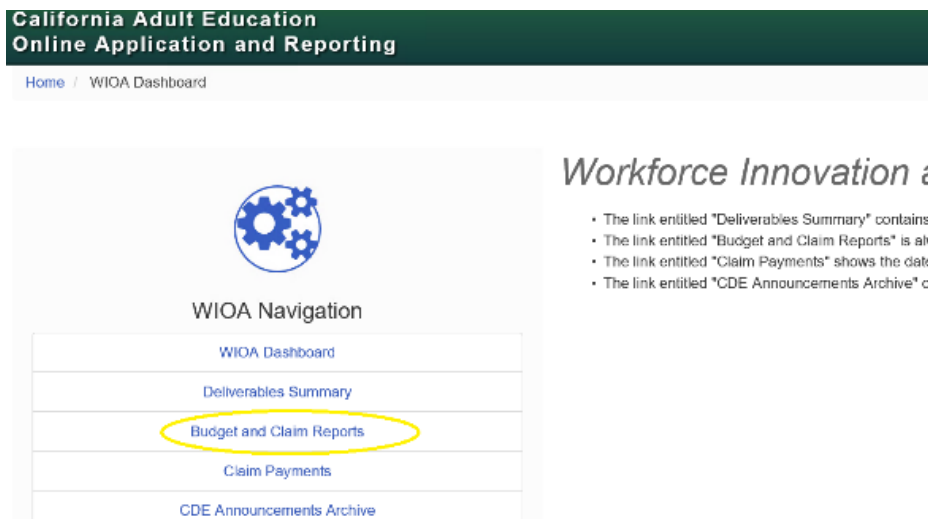 California Adult Education
Online Application and Reporting
Home / WIOA Dashboard
WIOA Navigation
WIOA Dashboard
Deliverables Summary
Budget and Claim Reports
Claim Payments
CDE Announcements Archive
Workforce Innovation
• The link entitled "Deliverables Summary" contains
• The link entitled "Budget and Claim Reports" is
• The link entitled "Claim Payments" shows the
• The link entitled "CDE Announcements Archive"